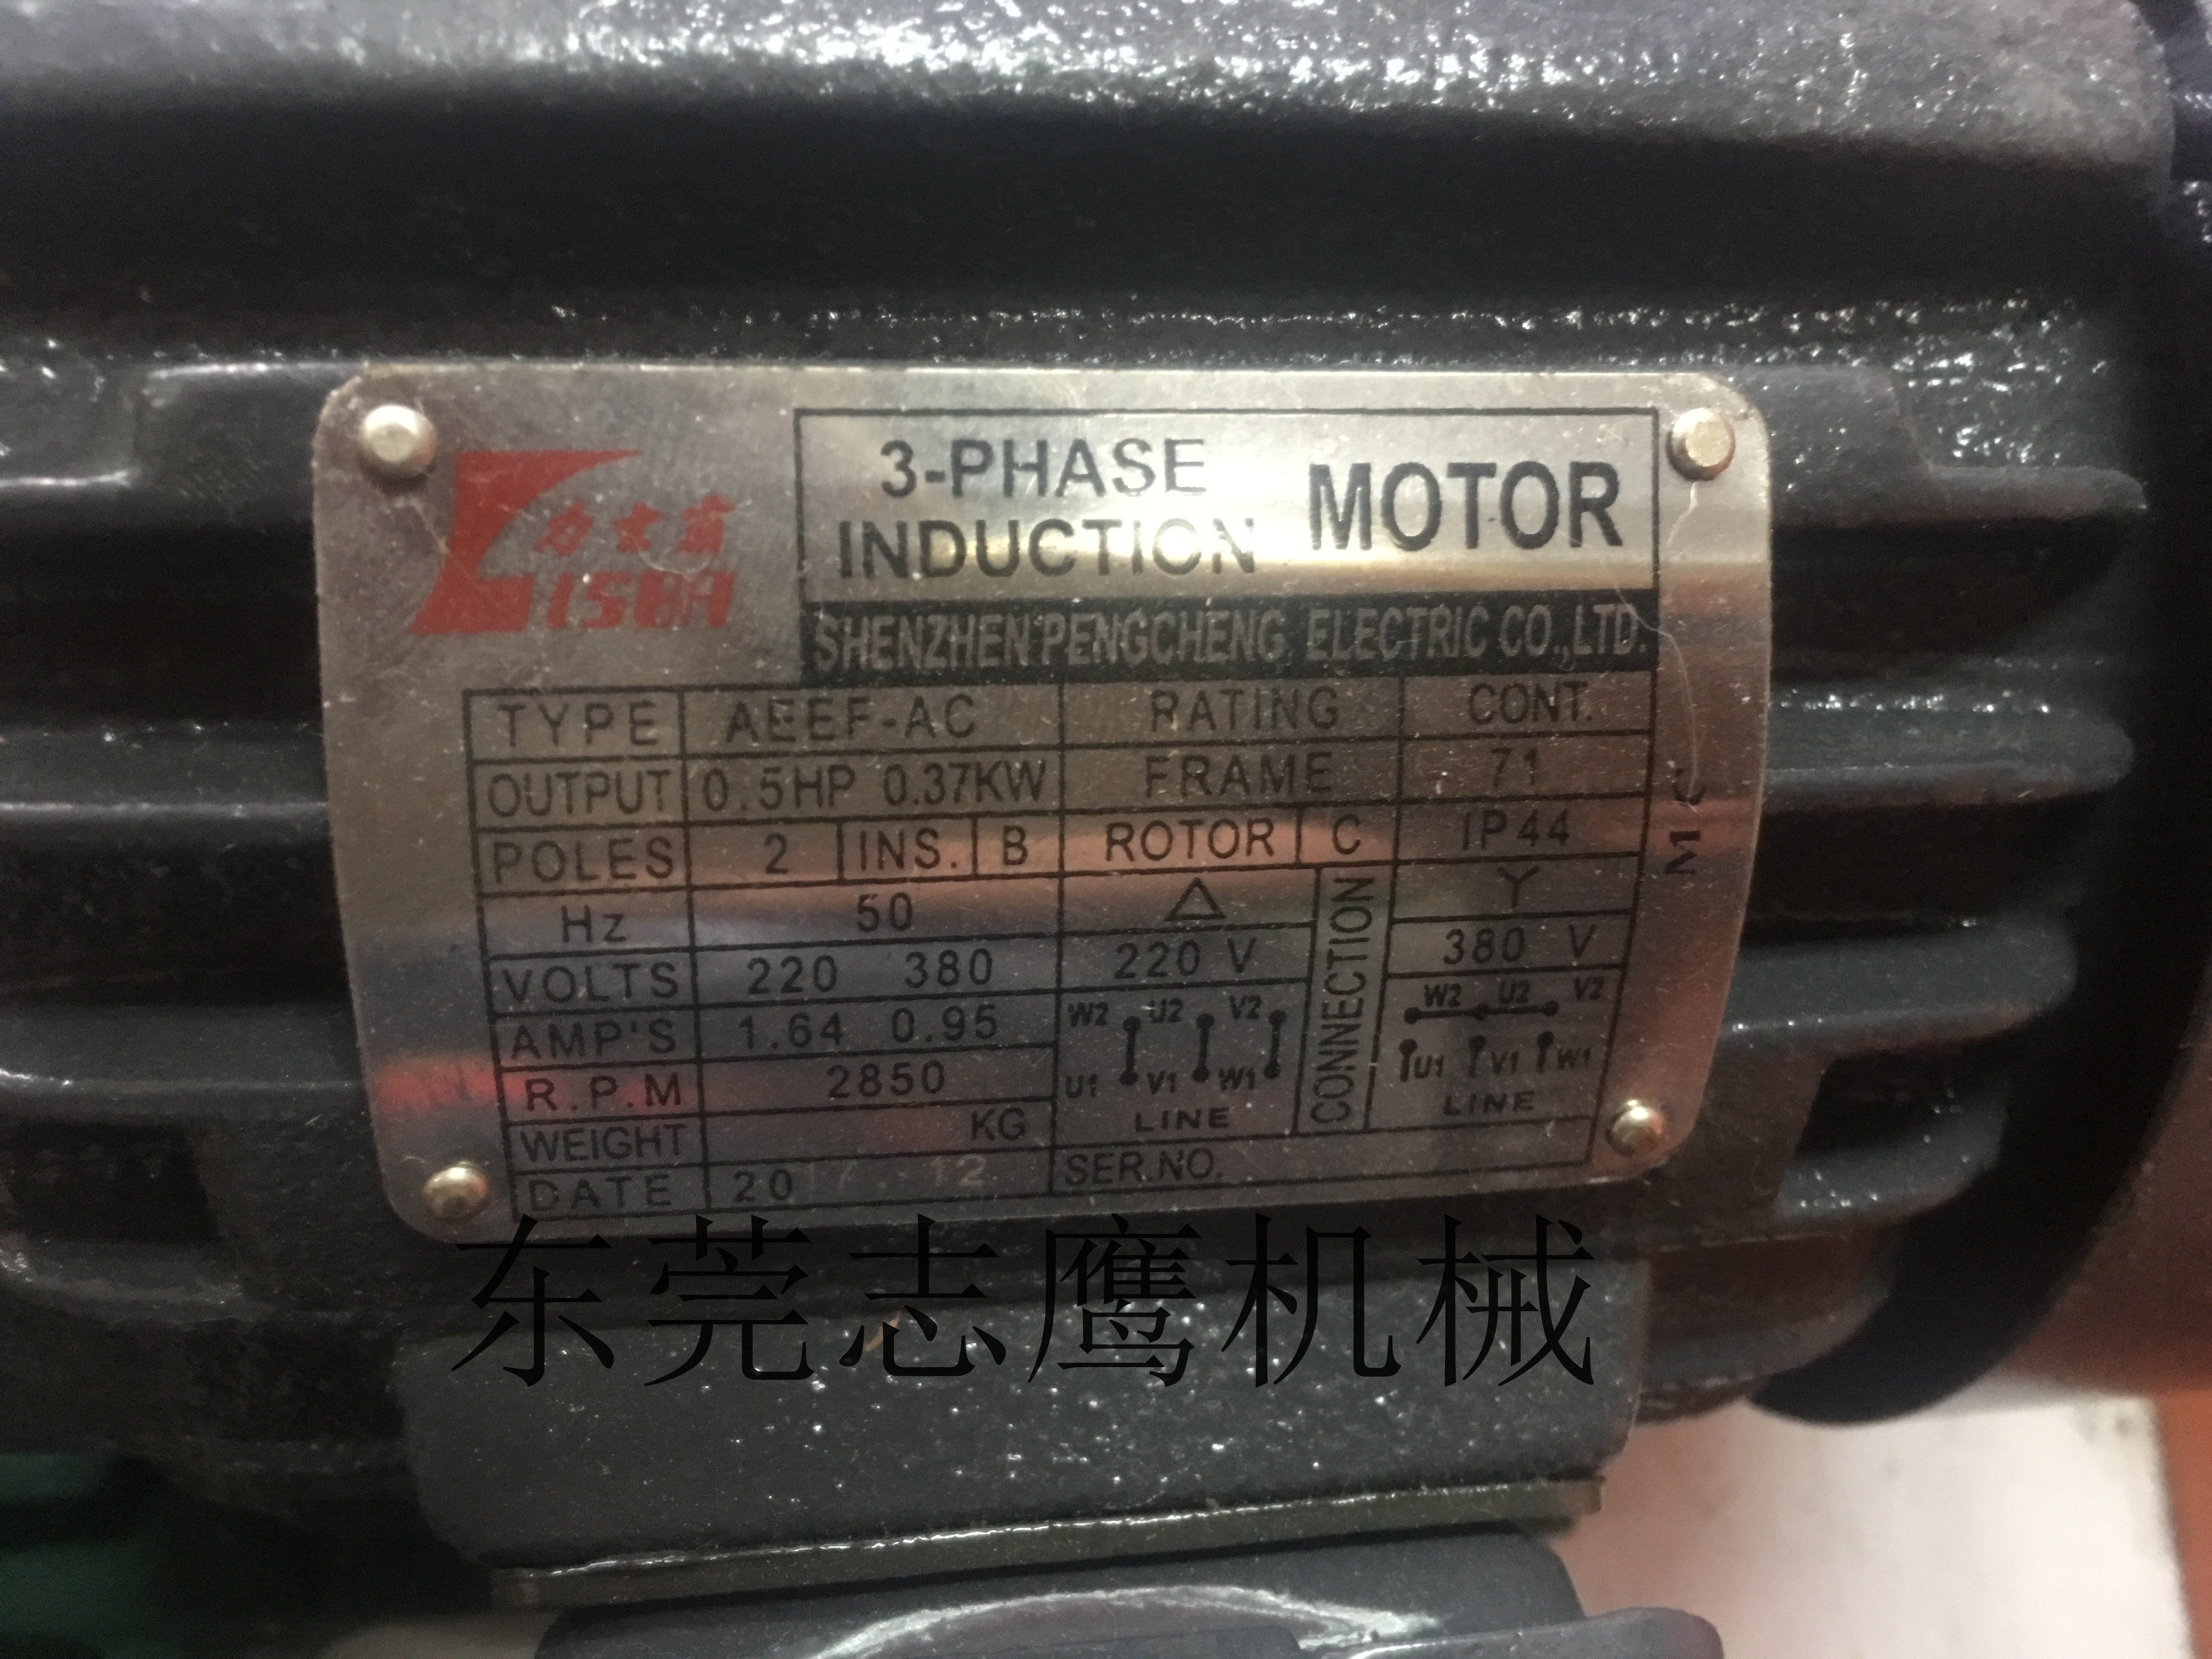 力士霸
LISBA
3-PHASE
INDUCTION MOTOR
SHENZHEN PENGCHENG ELECTRIC CO.,LTD.
TYPE AEEF-AC RATING CONT.
OUTPUT 0.5HP 0.37KW FRAME 71
POLES 2 INS. B ROTOR C IP44
Hz 50 △ CONNECTION Y
VOLTS 220 380 220 V 380 V
AMP'S 1.64 0.95 W2 U2 V2 W2 U2 V2
R.P.M 2850 U1 V1 W1 U1 V1 W1
WEIGHT KG LINE LINE
DATE 2017.12 SER.NO.
MC
东莞志鹰机械